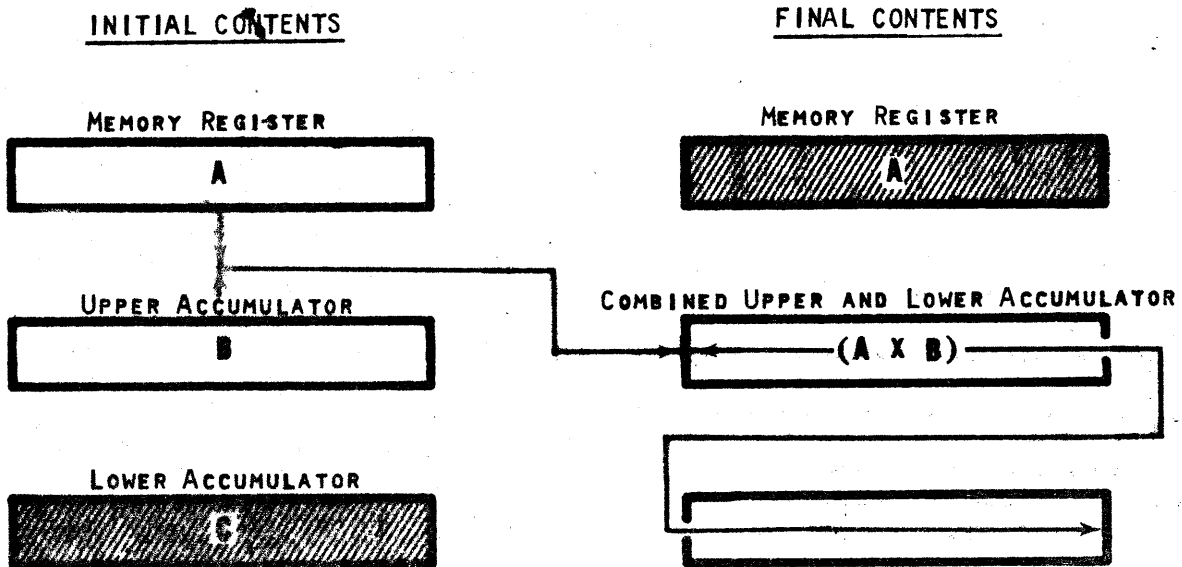 INITIAL CONTENTS
MEMORY REGISTER
A
UPPER ACCUMULATOR
B
LOWER ACCUMULATOR
C
FINAL CONTENTS
MEMORY REGISTER
A
COMBINED UPPER AND LOWER ACCUMULATOR
(A X B)